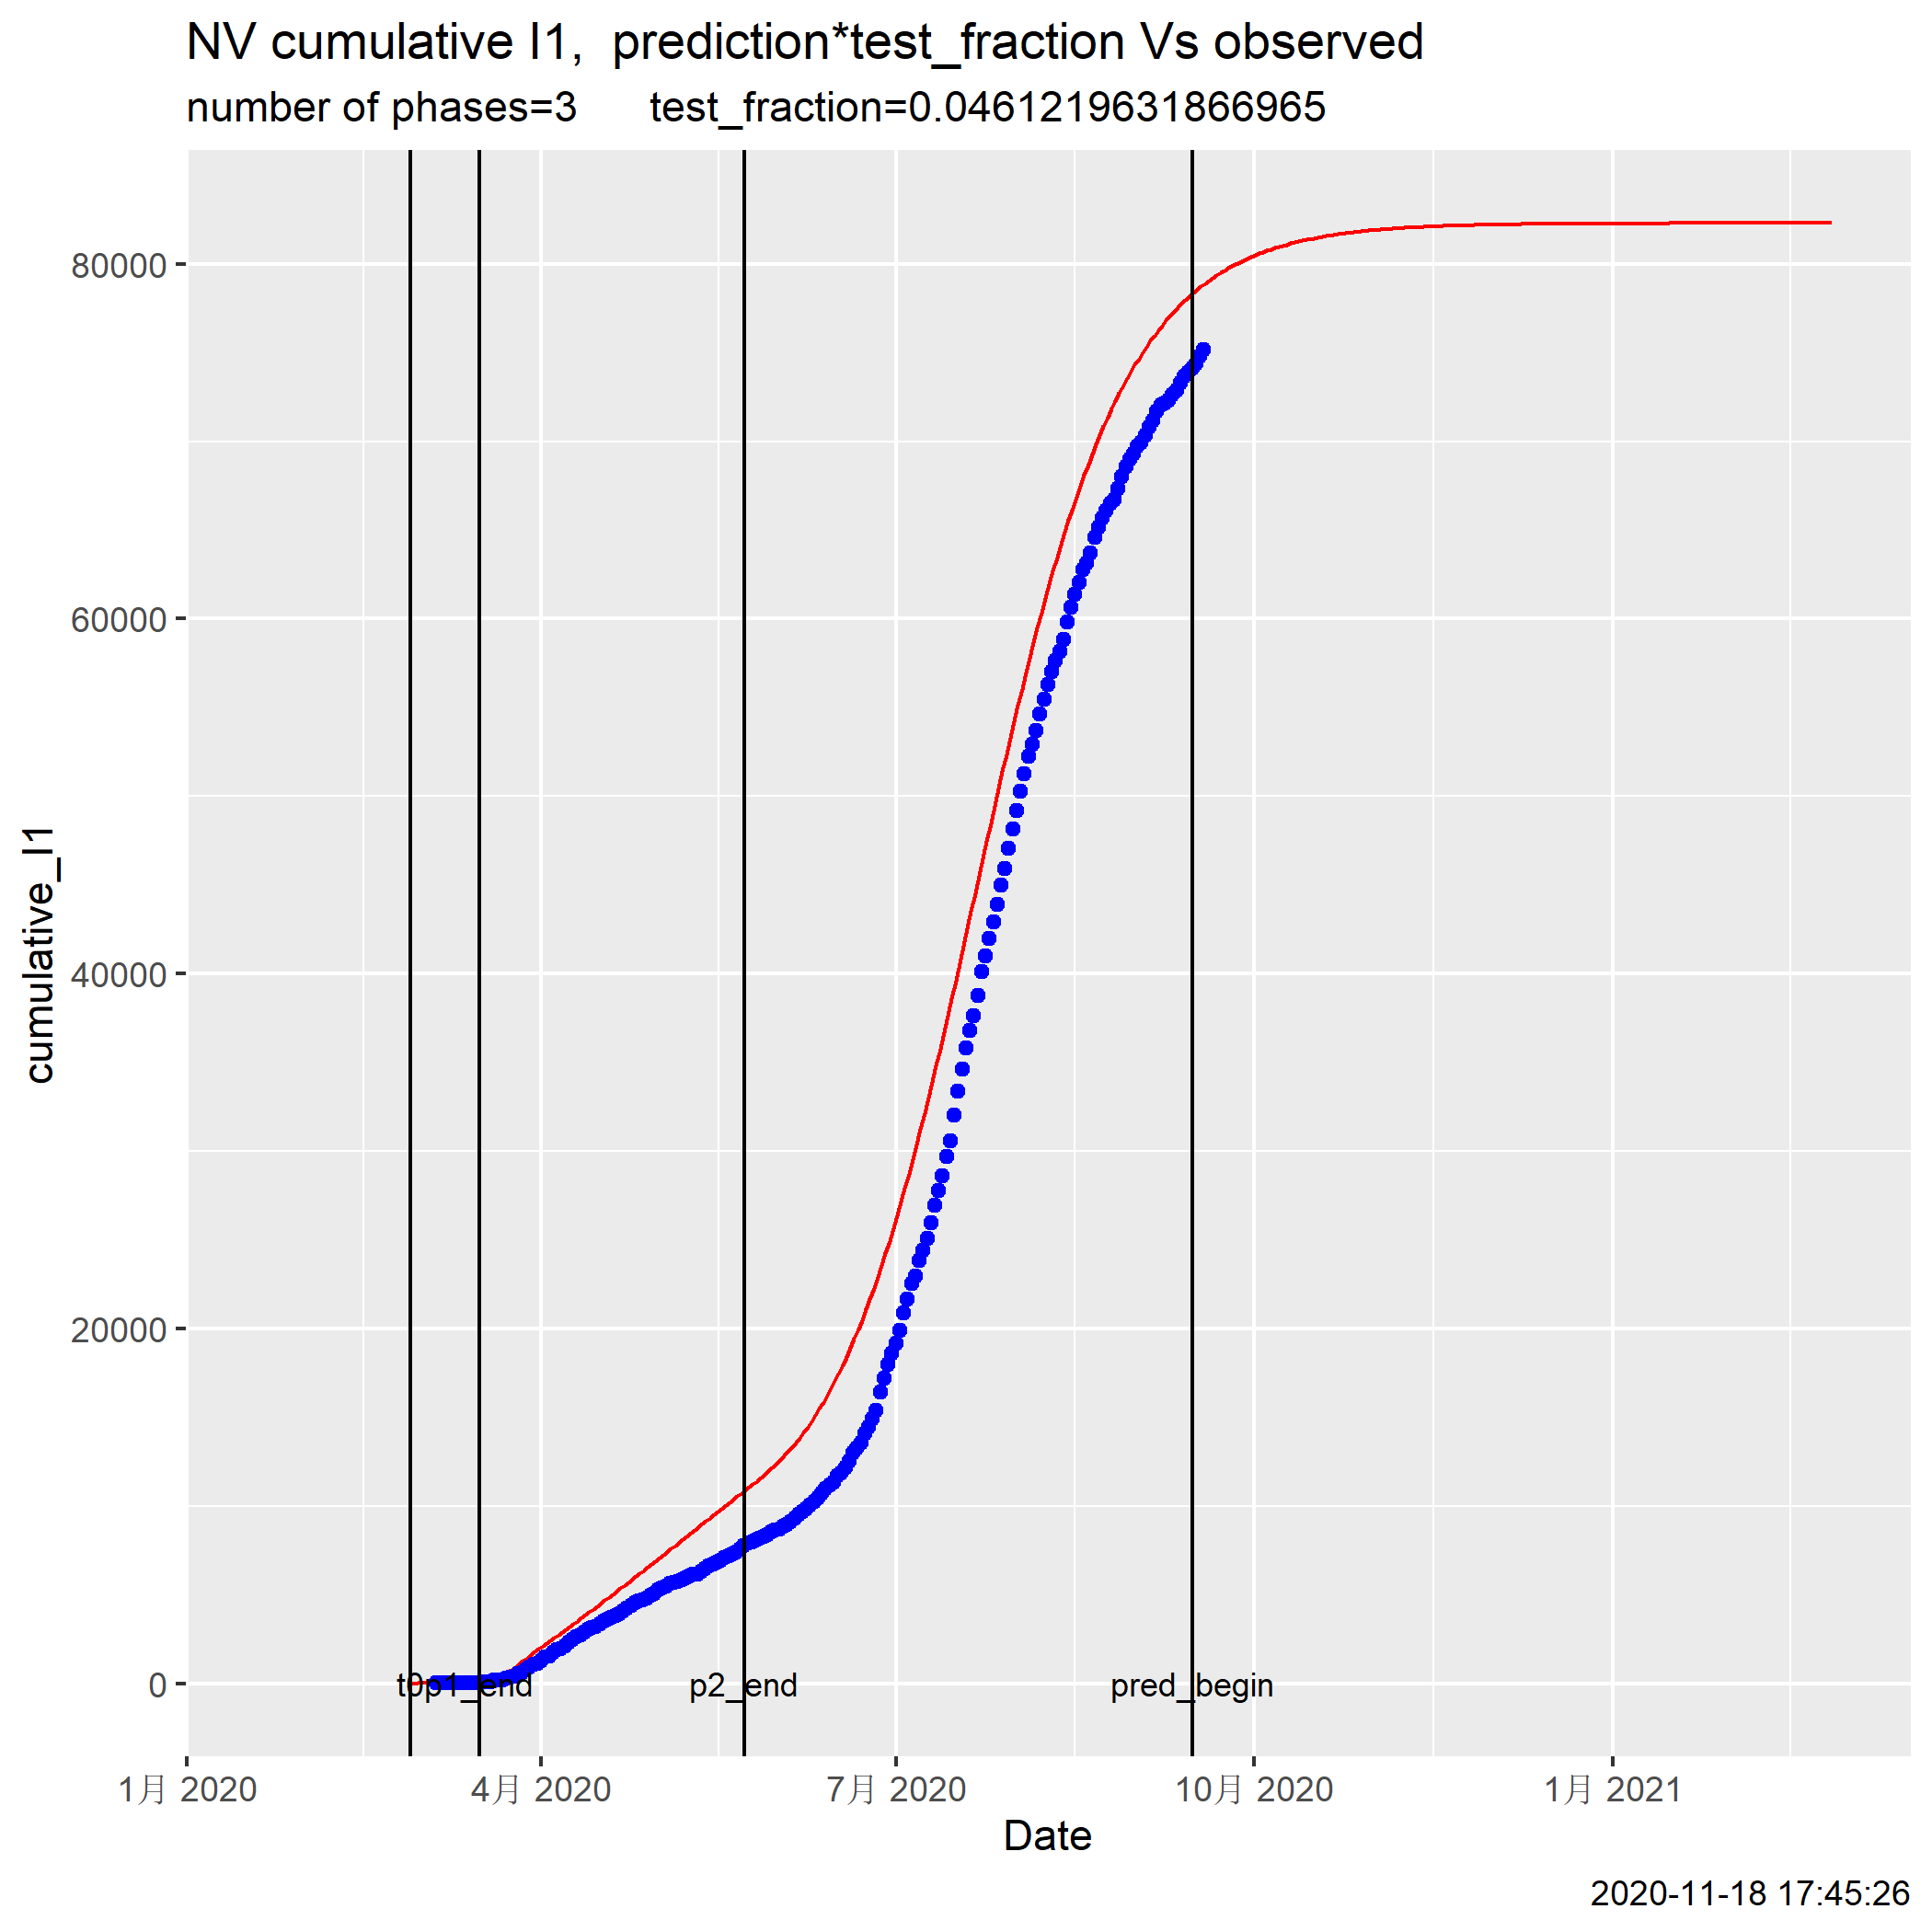 NV cumulative I1,  prediction*test_fraction Vs observed
number of phases=3      test_fraction=0.0461219631866965
cumulative_I1
80000
60000
40000
20000
0
t0
p1_end
p2_end
pred_begin
1月 2020
4月 2020
7月 2020
10月 2020
1月 2021
Date
2020-11-18 17:45:26